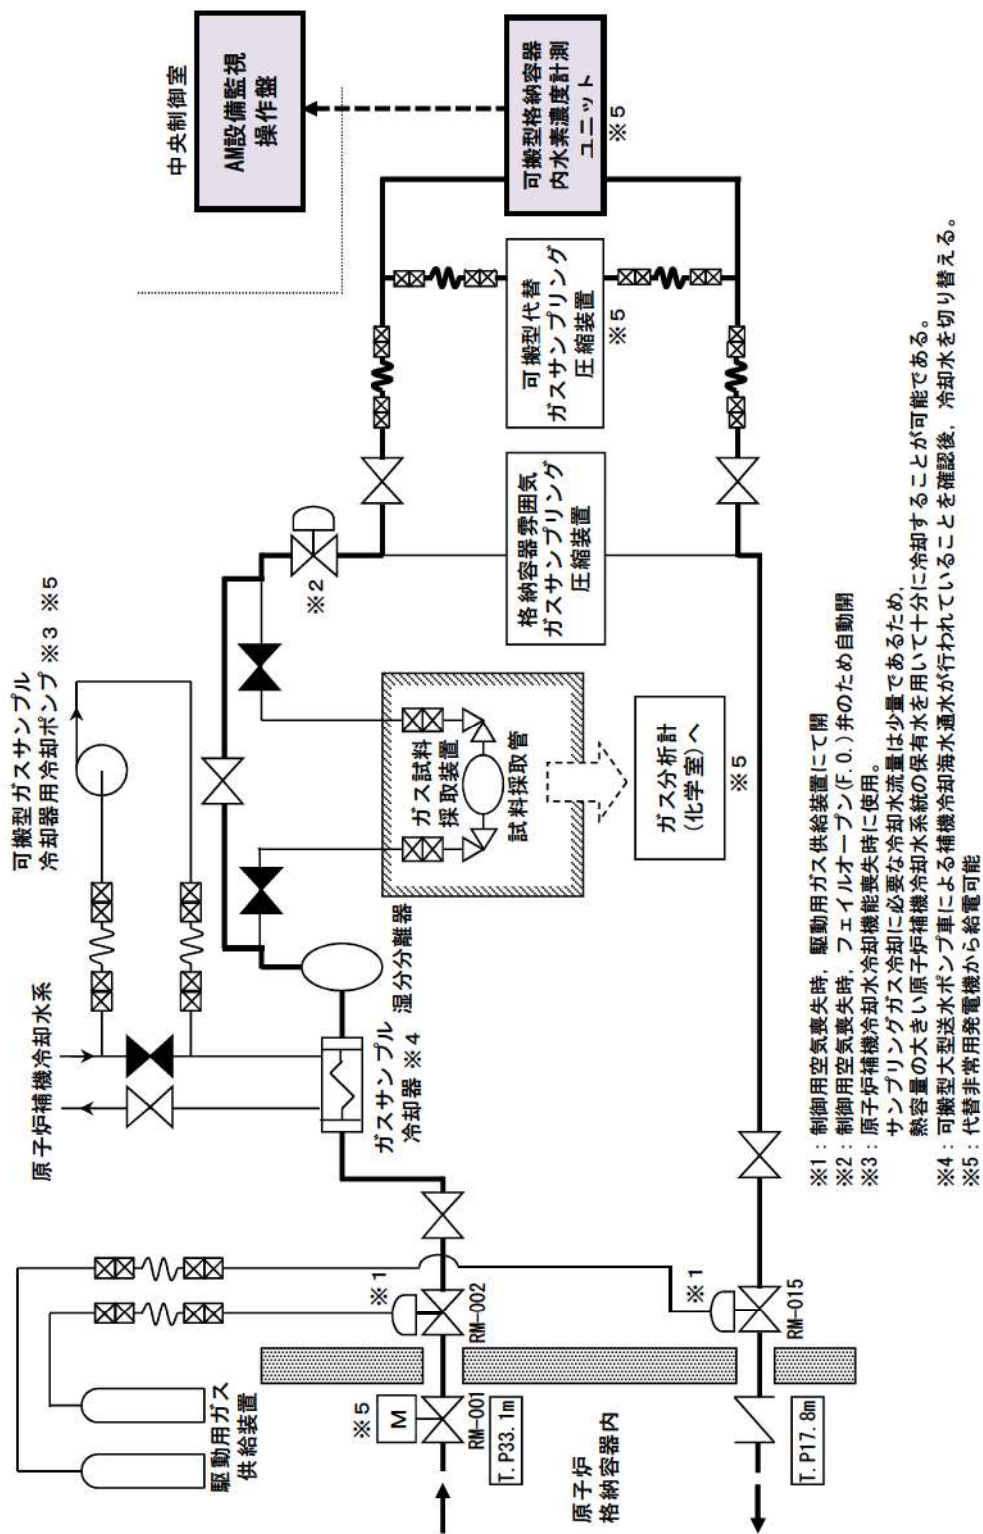 中央制御室
AM設備監視
操作盤
可搬型格納容器
内水素濃度計測
ユニット
※5
可搬型代替
ガスサンプリング
圧縮装置
※5
格納容器雰囲気
ガスサンプリング
圧縮装置
※2
可搬型ガスサンプル
冷却器用冷却ポンプ ※3 ※5
原子炉補機冷却水系
ガス試料
採取装置
試料採取管
ガス分析計
(化学室)へ
※5
湿分分離器
ガスサンプル
冷却器 ※4
駆動用ガス
供給装置
※1
RM-002
※1
RM-015
※5
M
RM-001
T.P33.1m
原子炉
格納容器内
T.P17.8m
※1：制御用空気喪失時，駆動用ガス供給装置にて開
※2：制御用空気喪失時，フェイルオープン(F.O.)弁のため自動開
※3：原子炉補機冷却水冷却機能喪失時に使用。
サンプリングガス冷却に必要な冷却水流量は少量であるため，
熱容量の大きい原子炉補機冷却水系統の保有水を用いて十分に冷却することが可能である。
※4：可搬型大型送水ポンプ車による補機冷却海水通水が行われていることを確認後，冷却水を切り替える。
※5：代替非常用発電機から給電可能